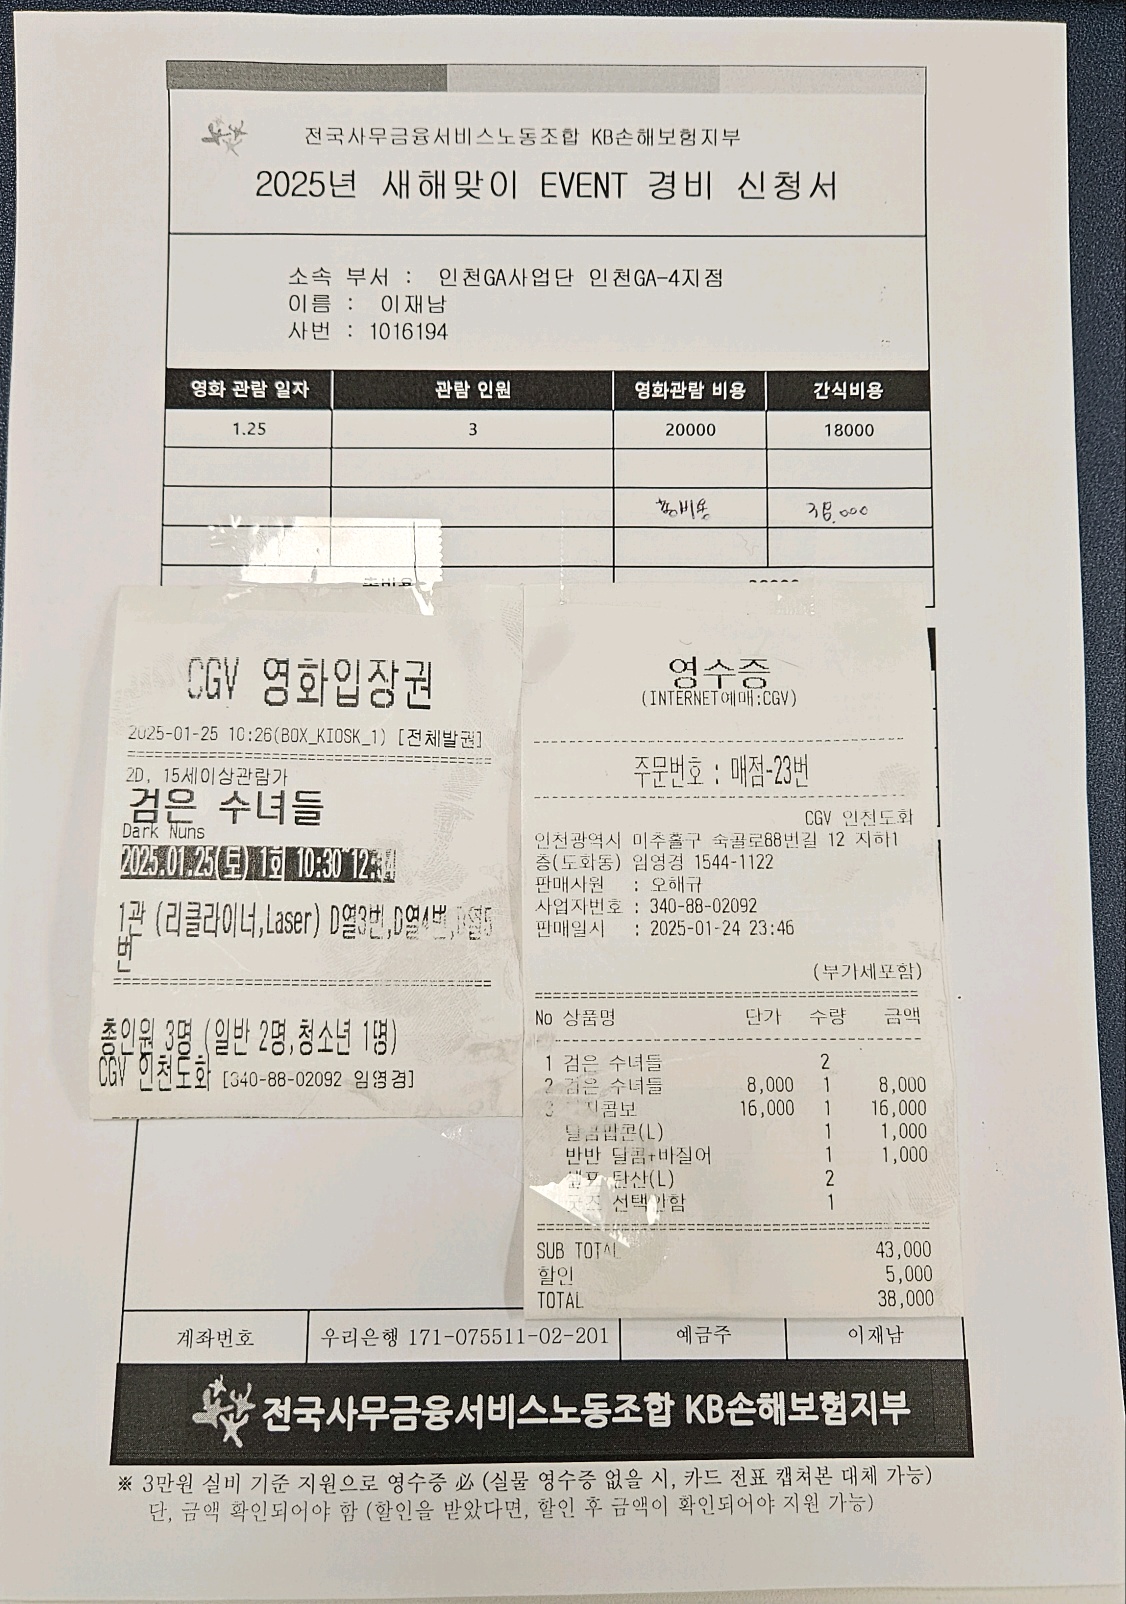 전국사무금융서비스노동조합 KB손해보험지부
2025년 새해맞이 EVENT 경비 신청서
소속 부서 : 인천GA사업단 인천GA-4지점
이름 : 이재남
사번 : 1016194
영화 관람 일자 관람 인원 영화관람 비용 간식비용
1.25 3 20000 18000
총비용 38,000
CGV 영화입장권
2025-01-25 10:26(BOX_KIOSK_1) [전체발권]
2D, 15세이상관람가
검은 수녀들
Dark Nuns
2025.01.25(토) 1회 10:30 12:34
1관 (리클라이너,Laser) D열3번,D열4번,D열5
번
총인원 3명 (일반 2명,청소년 1명)
CGV 인천도화 [340-88-02092 임영경]
영수증
(INTERNET예매:CGV)
주문번호 : 매점-23번
CGV 인천도화
인천광역시 미추홀구 숙골로88번길 12 지하1
층(도화동) 임영경 1544-1122
판매사원 : 오해규
사업자번호 : 340-88-02092
판매일시 : 2025-01-24 23:46
(부가세포함)
No 상품명 단가 수량 금액
1 검은 수녀들 2
2 검은 수녀들 8,000 1 8,000
3 16,000 1 16,000
달콤팝콘(L) 1 1,000
반반 달콤+바질어 1 1,000
탄산(L) 2
굿즈 선택안함 1
SUB TOTAL 43,000
할인 5,000
TOTAL 38,000
계좌번호 우리은행 171-075511-02-201 예금주 이재남
전국사무금융서비스노동조합 KB손해보험지부
※ 3만원 실비 기준 지원으로 영수증 必 (실물 영수증 없을 시, 카드 전표 캡쳐본 대체 가능)
단, 금액 확인되어야 함 (할인을 받았다면, 할인 후 금액이 확인되어야 지원 가능)